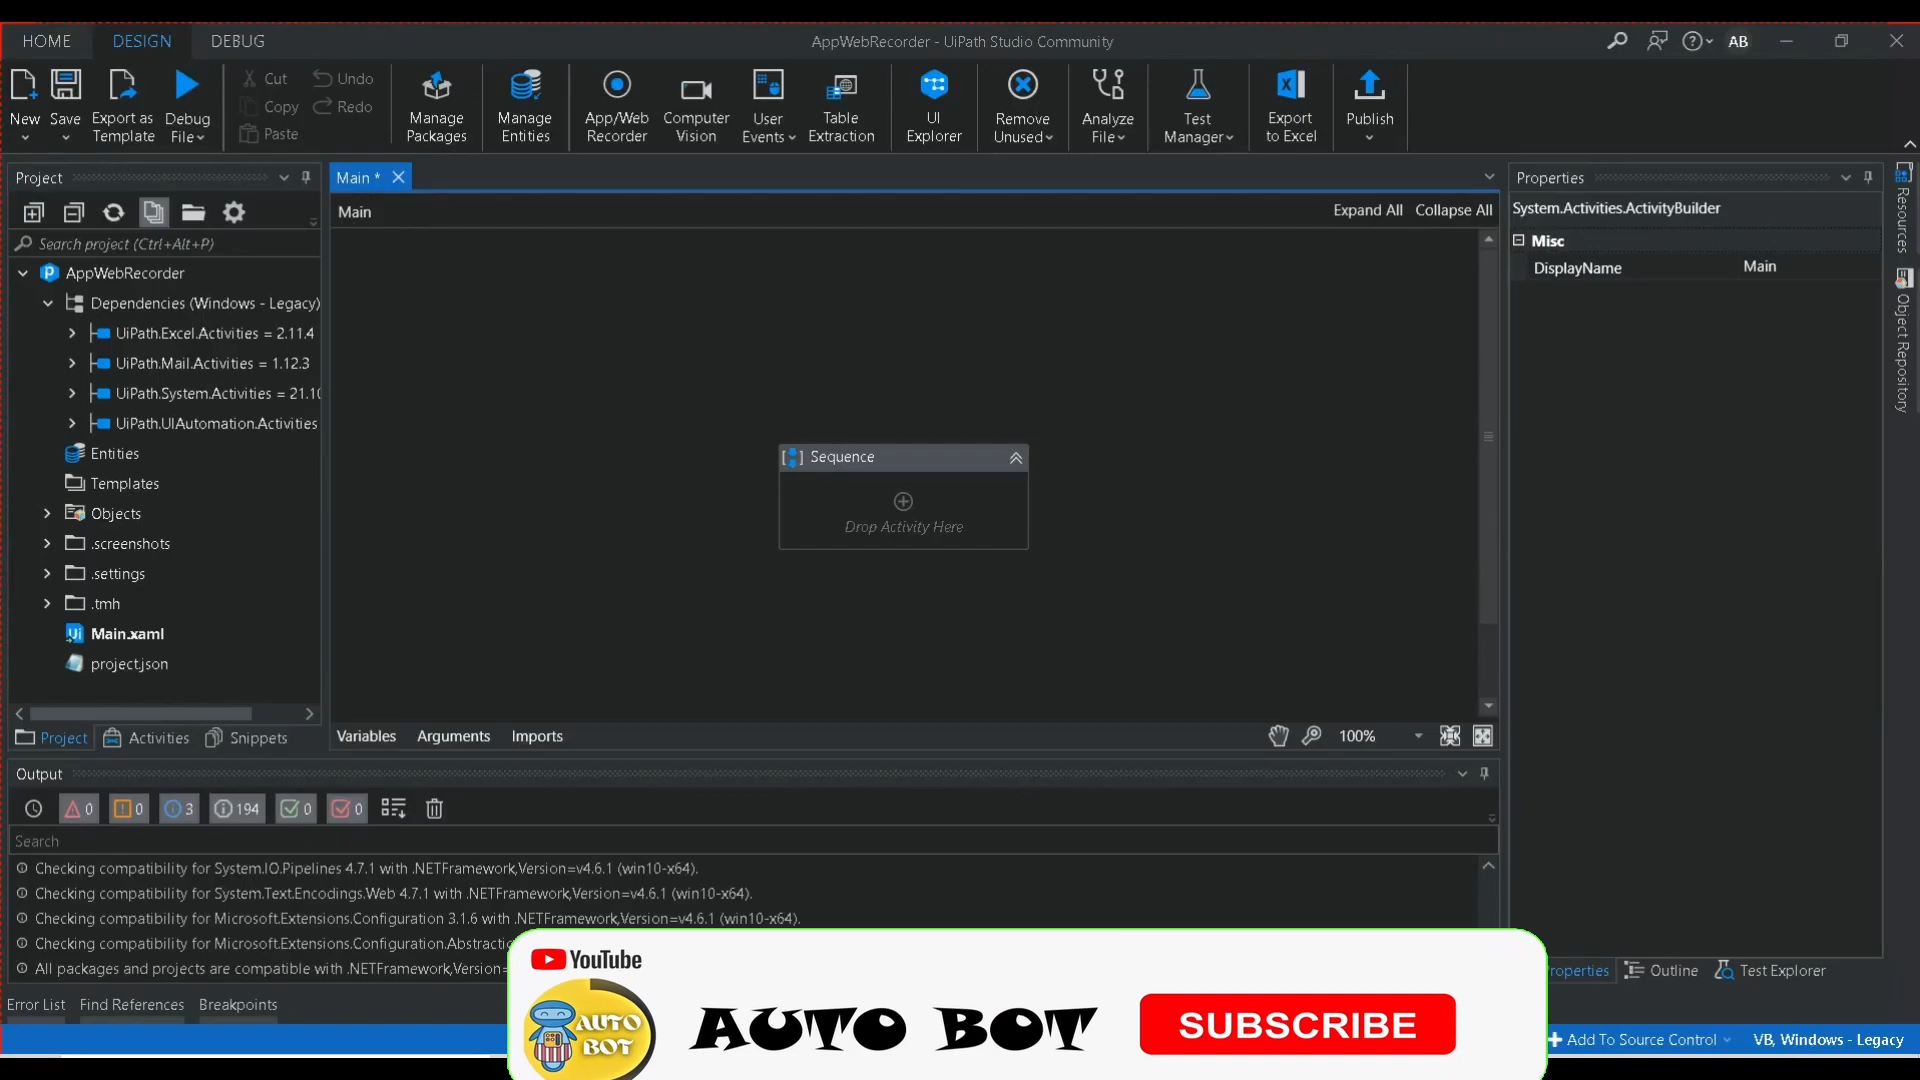 HOME DESIGN DEBUG AppWebRecorder - UiPath Studio Community AB
New Save Export as Template Debug File Cut Copy Paste Undo Redo Manage Packages Manage Entities App/Web Recorder Computer Vision User Events Table Extraction UI Explorer Remove Unused Analyze File Test Manager Export to Excel Publish
Project
Search project (Ctrl+Alt+P)
AppWebRecorder
Dependencies (Windows - Legacy)
UiPath.Excel.Activities = 2.11.4
UiPath.Mail.Activities = 1.12.3
UiPath.System.Activities = 21.10
UiPath.UIAutomation.Activities
Entities
Templates
Objects
.screenshots
.settings
.tmh
Main.xaml
project.json
Project Activities Snippets
Main *
Main Expand All Collapse All
Sequence
Drop Activity Here
Variables Arguments Imports 100%
Properties
System.Activities.ActivityBuilder
Misc
DisplayName Main
Resources
Object Repository
Output
0 0 3 194 0 0
Search
Checking compatibility for System.IO.Pipelines 4.7.1 with .NETFramework,Version=v4.6.1 (win10-x64).
Checking compatibility for System.Text.Encodings.Web 4.7.1 with .NETFramework,Version=v4.6.1 (win10-x64).
Checking compatibility for Microsoft.Extensions.Configuration 3.1.6 with .NETFramework,Version=v4.6.1 (win10-x64).
Checking compatibility for Microsoft.Extensions.Configuration.Abstractio
All packages and projects are compatible with .NETFramework,Version=
Error List Find References Breakpoints
roperties Outline Test Explorer
Add To Source Control VB, Windows - Legacy
YouTube
AUTO BOT
AUTO BOT
SUBSCRIBE